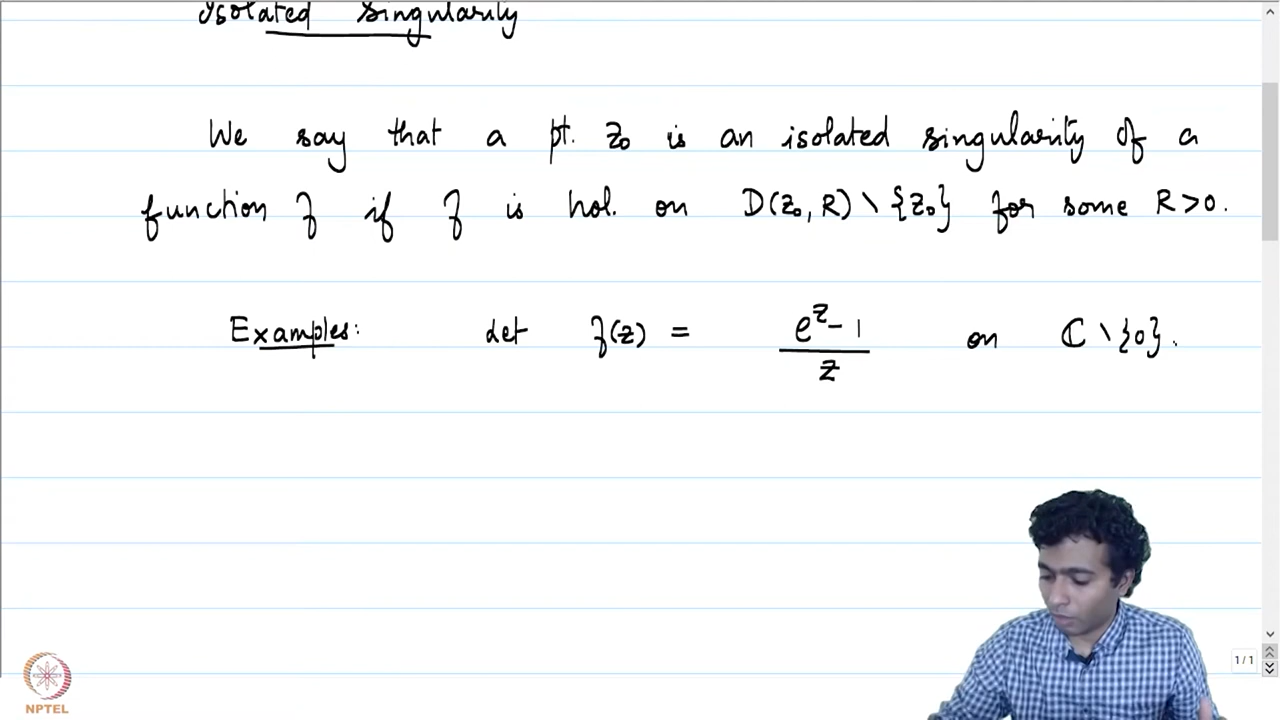 Isolated Singularity
We say that a pt. z₀ is an isolated singularity of a
function f if f is hol. on D(z₀, R) \ {z₀} for some R > 0.
Examples: Let f(z) = (e^z - 1)/z on ℂ \ {0}.
1/1
NPTEL